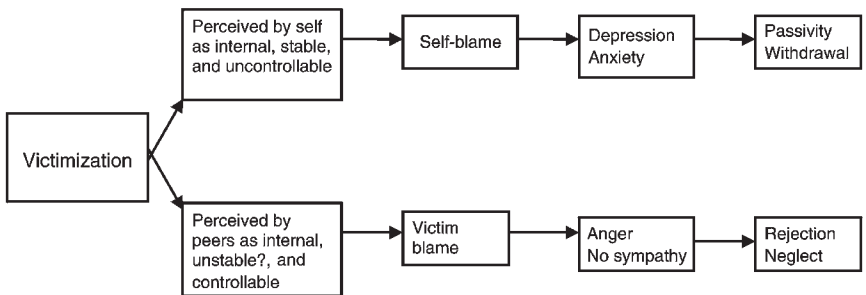 Victimization
Perceived by self
as internal, stable,
and uncontrollable
Self-blame
Depression
Anxiety
Passivity
Withdrawal
Perceived by
peers as internal,
unstable?, and
controllable
Victim
blame
Anger
No sympathy
Rejection
Neglect